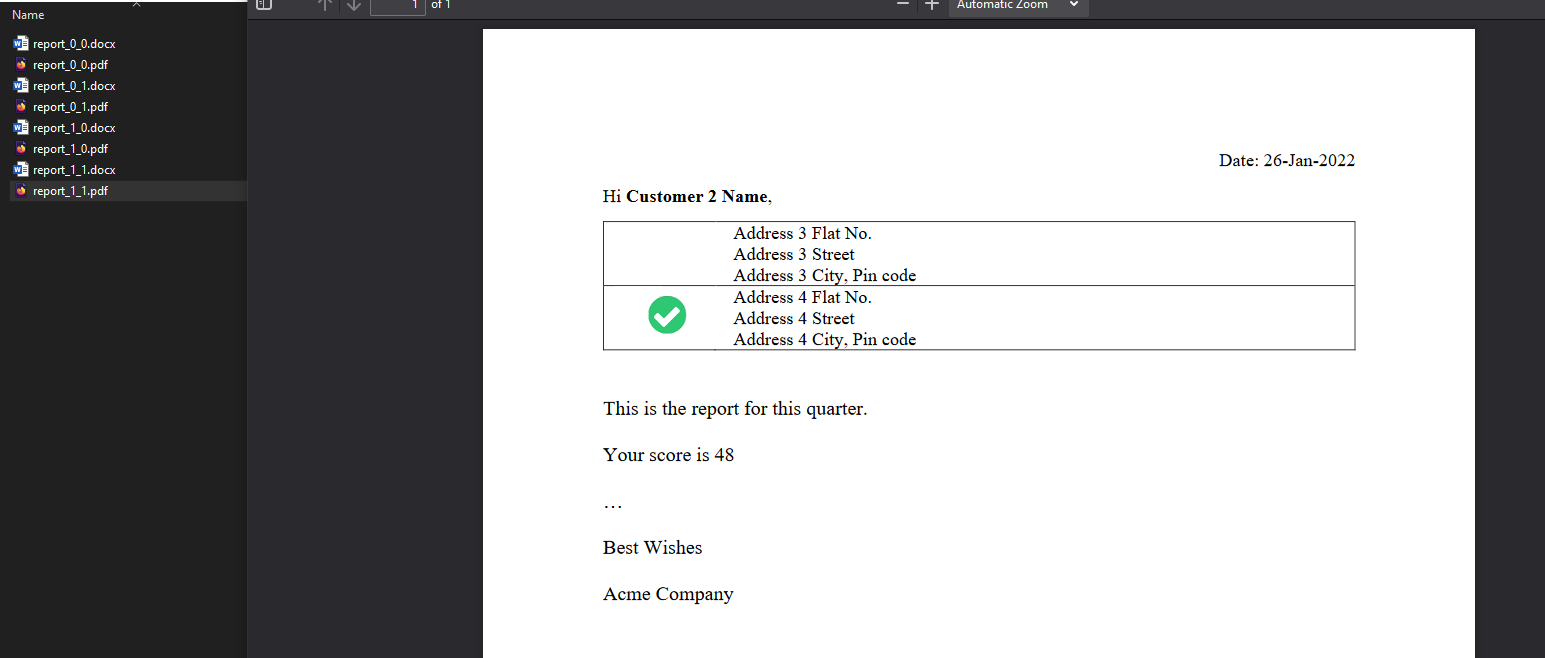 Name
report_0_0.docx
report_0_0.pdf
report_0_1.docx
report_0_1.pdf
report_1_0.docx
report_1_0.pdf
report_1_1.docx
report_1_1.pdf
1 of 1
Automatic Zoom
Date: 26-Jan-2022
Hi Customer 2 Name,
Address 3 Flat No.
Address 3 Street
Address 3 City, Pin code
Address 4 Flat No.
Address 4 Street
Address 4 City, Pin code
This is the report for this quarter.
Your score is 48
…
Best Wishes
Acme Company